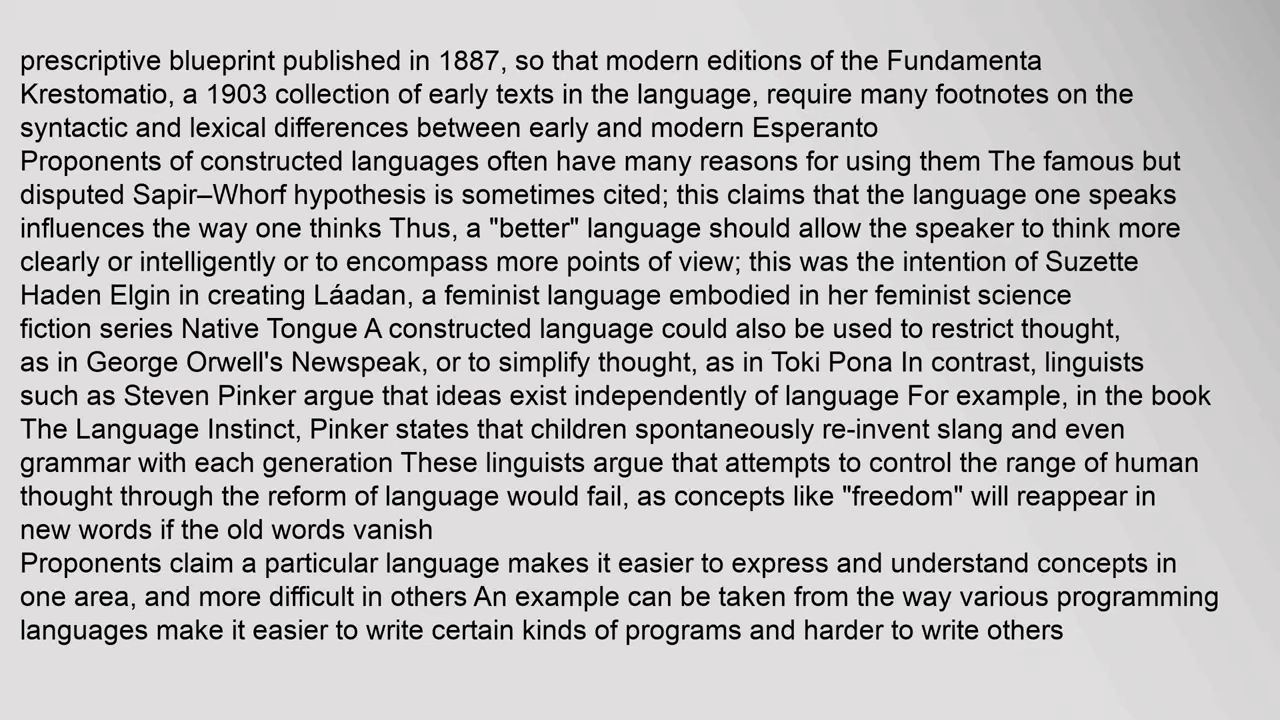 prescriptive blueprint published in 1887, so that modern editions of the Fundamenta
Krestomatio, a 1903 collection of early texts in the language, require many footnotes on the
syntactic and lexical differences between early and modern Esperanto
Proponents of constructed languages often have many reasons for using them The famous but
disputed Sapir–Whorf hypothesis is sometimes cited; this claims that the language one speaks
influences the way one thinks Thus, a "better" language should allow the speaker to think more
clearly or intelligently or to encompass more points of view; this was the intention of Suzette
Haden Elgin in creating Láadan, a feminist language embodied in her feminist science
fiction series Native Tongue A constructed language could also be used to restrict thought,
as in George Orwell's Newspeak, or to simplify thought, as in Toki Pona In contrast, linguists
such as Steven Pinker argue that ideas exist independently of language For example, in the book
The Language Instinct, Pinker states that children spontaneously re-invent slang and even
grammar with each generation These linguists argue that attempts to control the range of human
thought through the reform of language would fail, as concepts like "freedom" will reappear in
new words if the old words vanish
Proponents claim a particular language makes it easier to express and understand concepts in
one area, and more difficult in others An example can be taken from the way various programming
languages make it easier to write certain kinds of programs and harder to write others